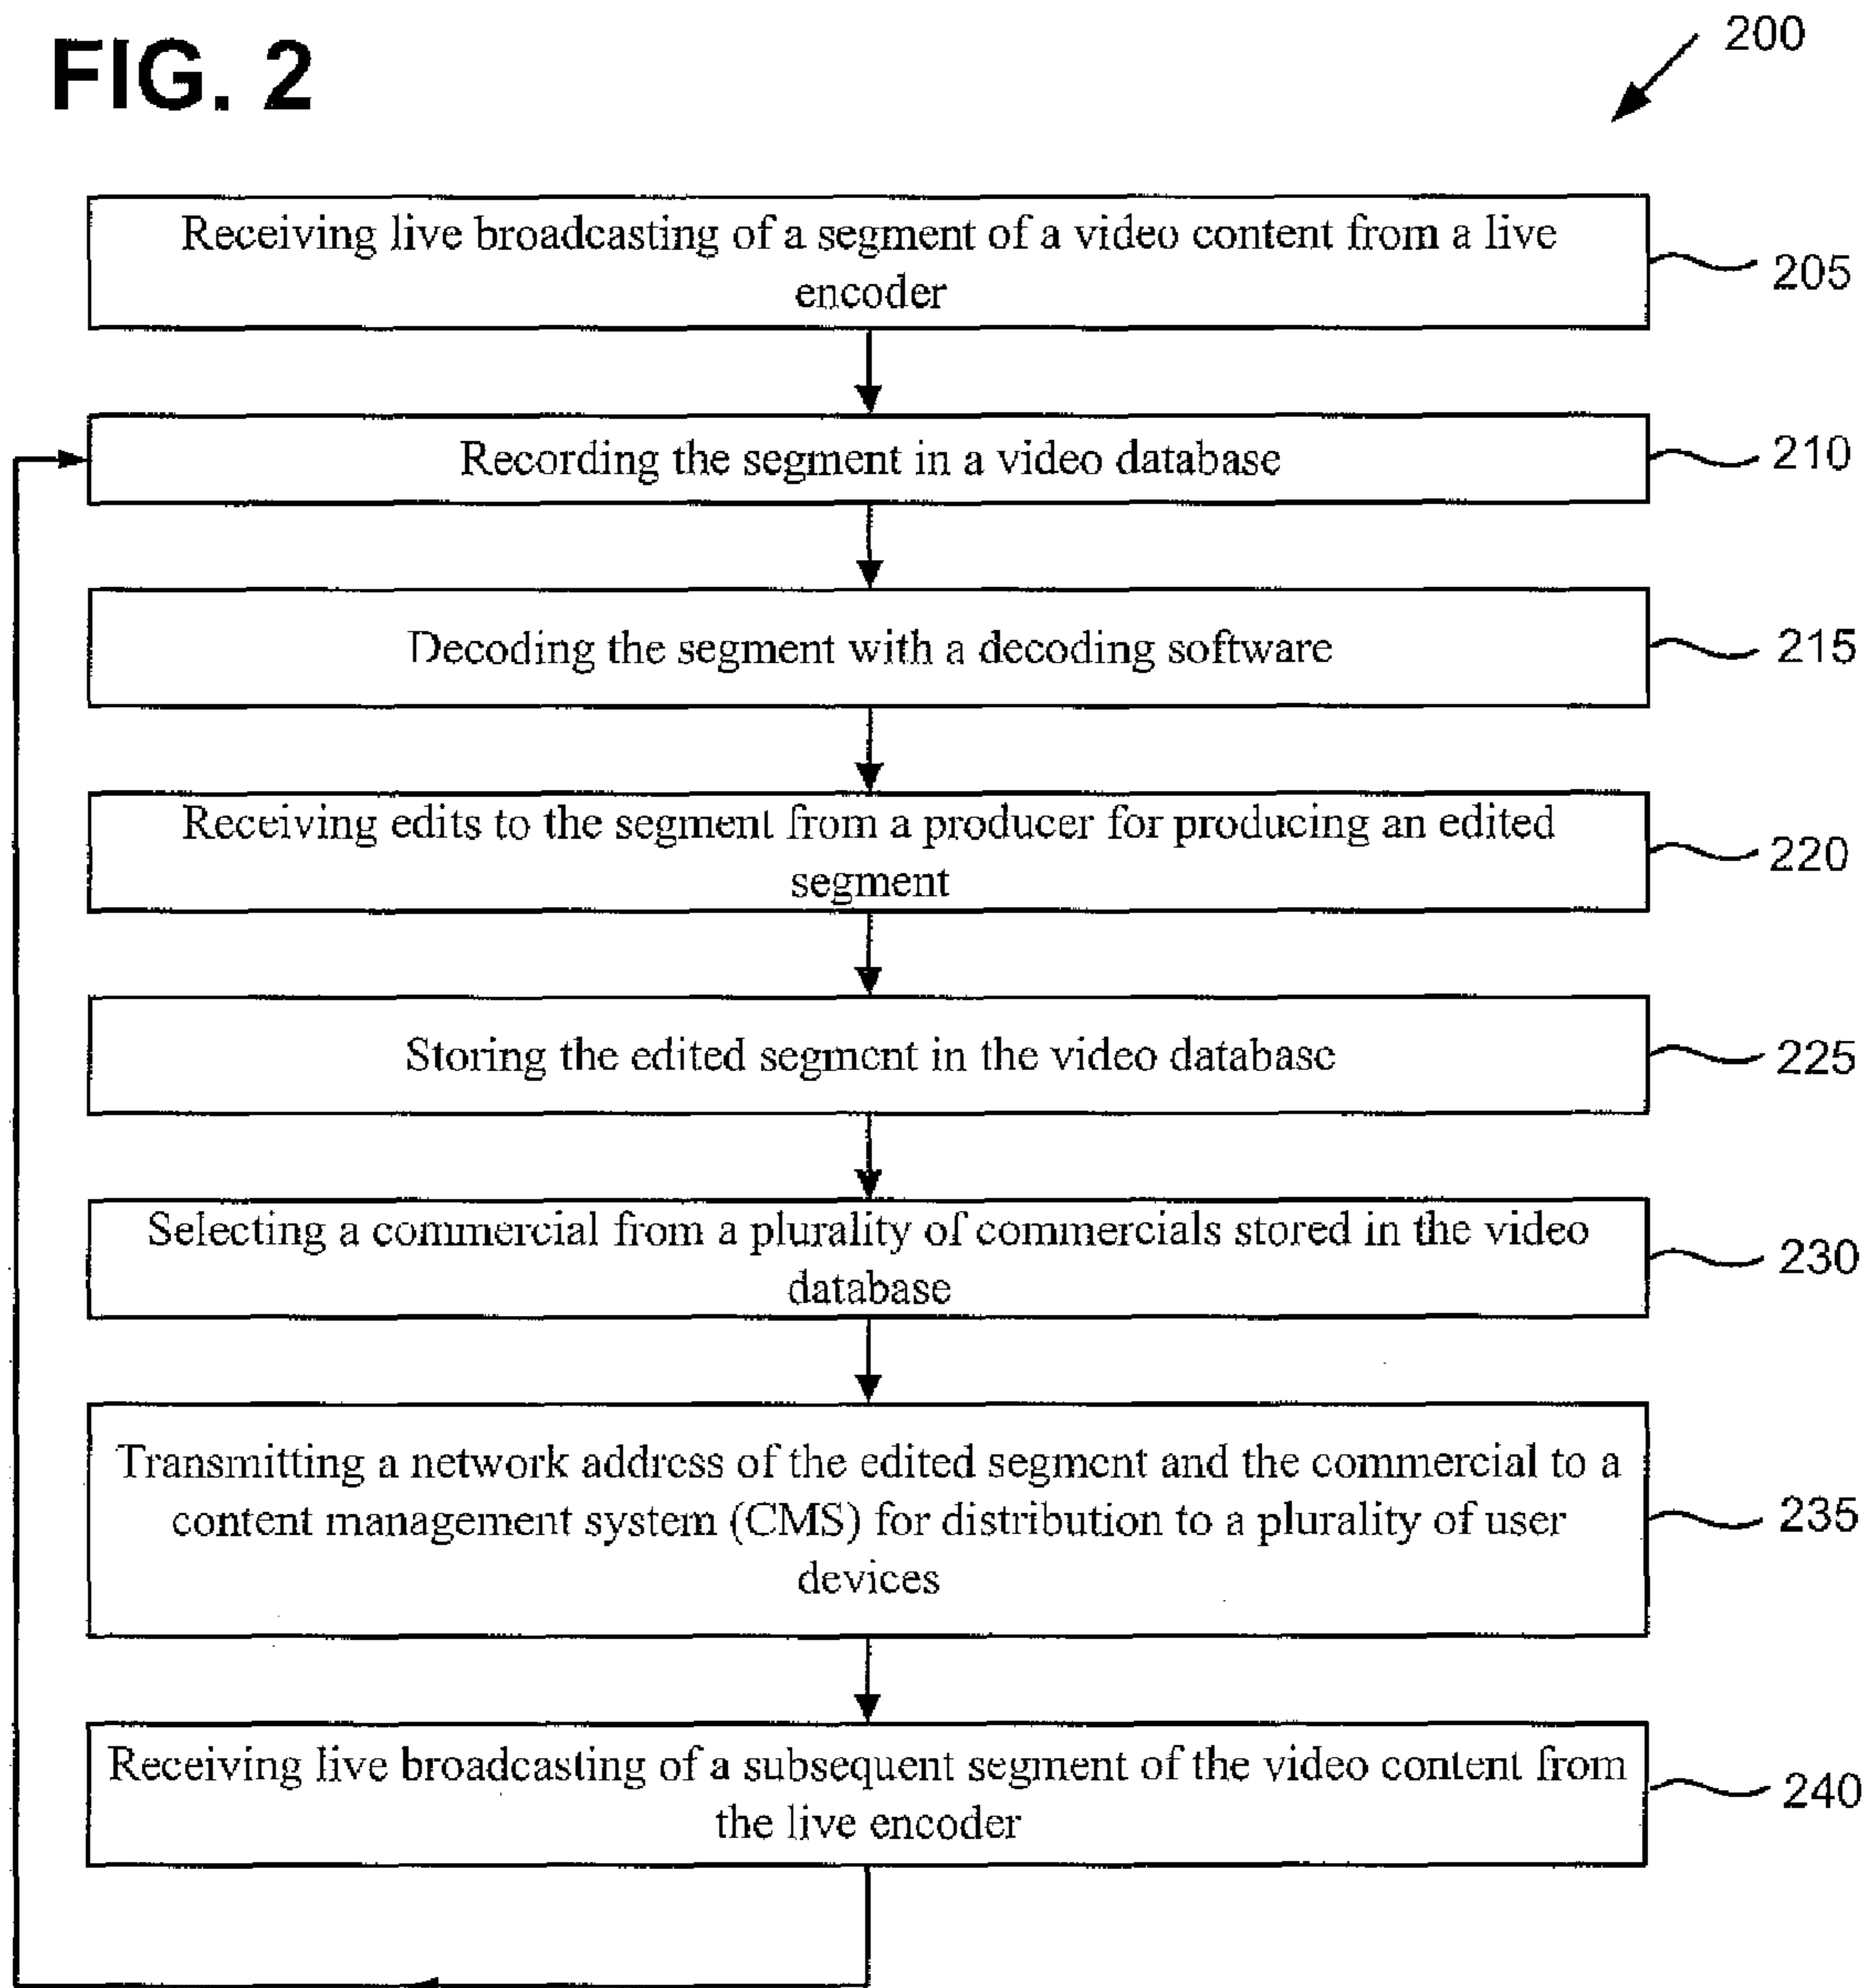 FIG. 2
200
Receiving live broadcasting of a segment of a video content from a live
encoder
205
Recording the segment in a video database
210
Decoding the segment with a decoding software
215
Receiving edits to the segment from a producer for producing an edited
segment
220
Storing the edited segment in the video database
225
Selecting a commercial from a plurality of commercials stored in the video
database
230
Transmitting a network address of the edited segment and the commercial to a
content management system (CMS) for distribution to a plurality of user
devices
235
Receiving live broadcasting of a subsequent segment of the video content from
the live encoder
240